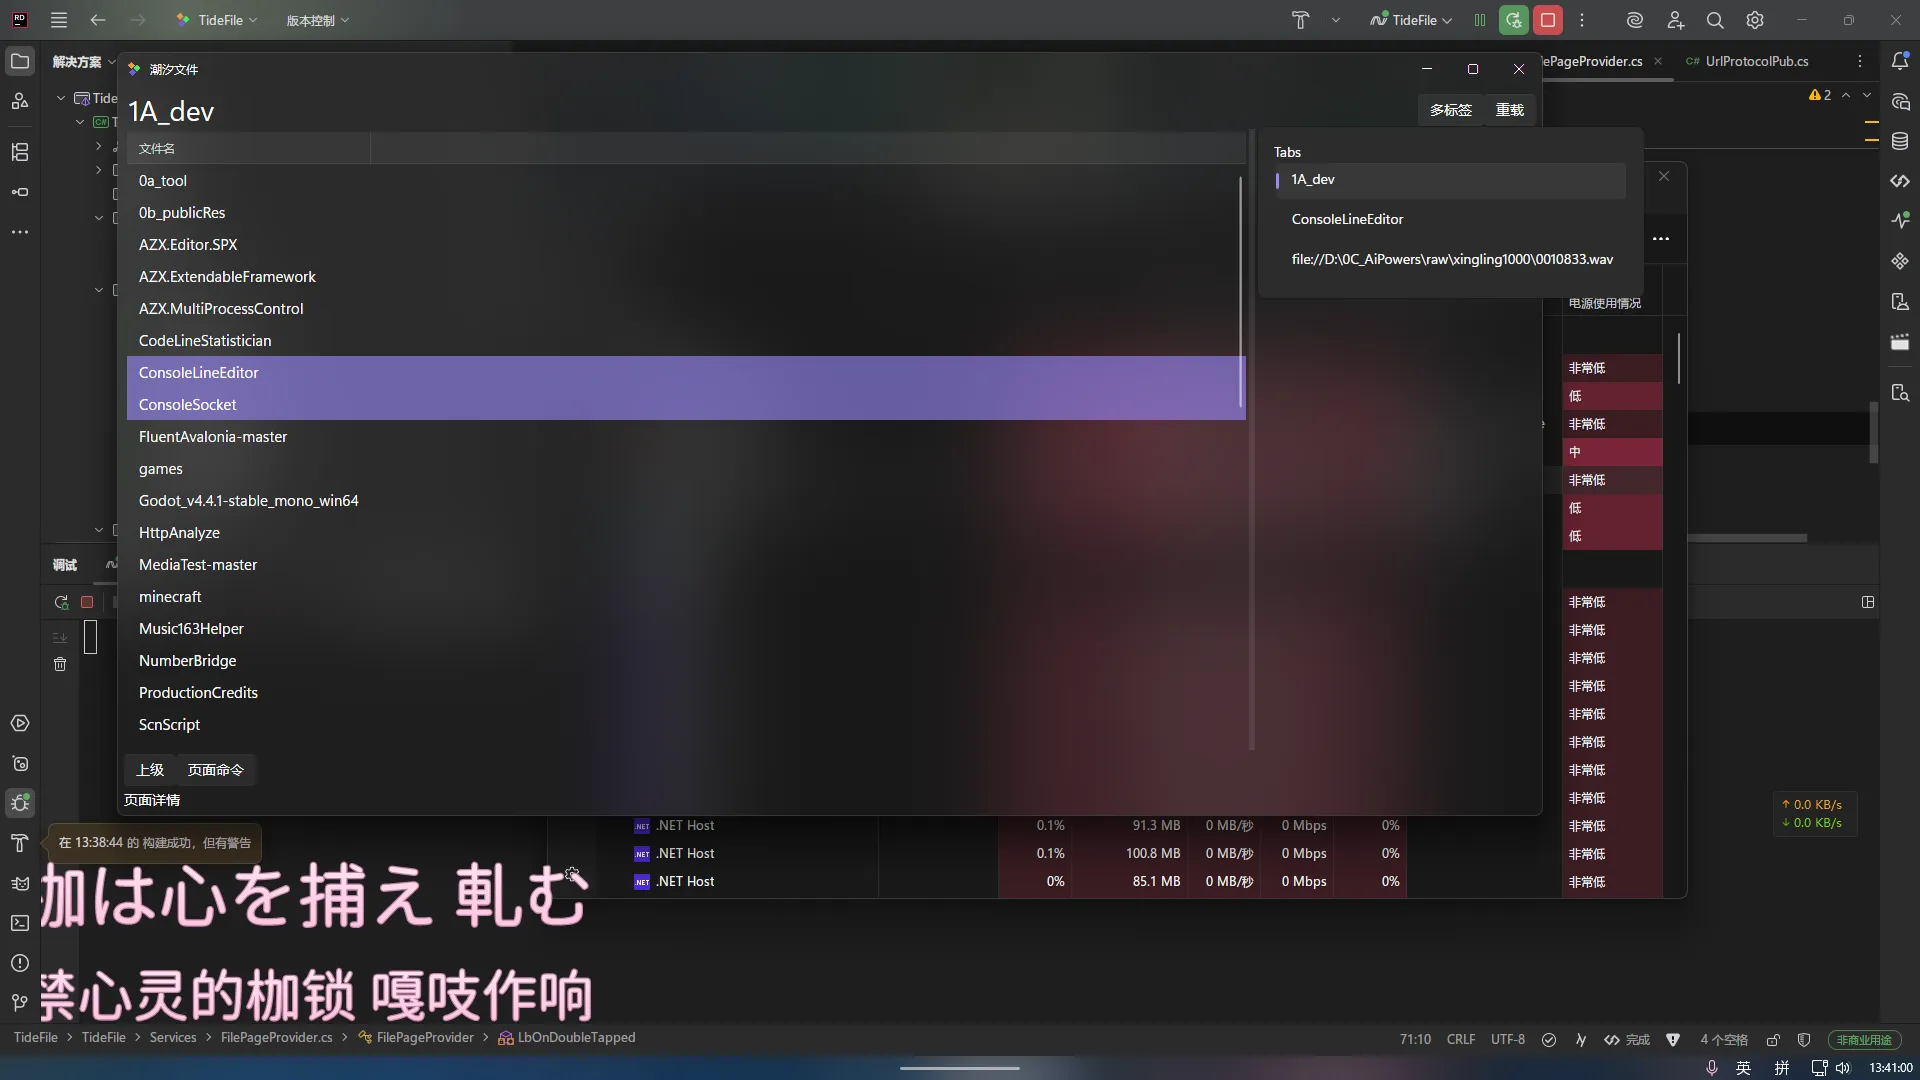 TideFile
版本控制
TideFile
解决方案
潮汐文件
ePageProvider.cs
UrlProtocolPub.cs
2
Tide
1A_dev
多标签
重载
文件名
0a_tool
0b_publicRes
AZX.Editor.SPX
AZX.ExtendableFramework
AZX.MultiProcessControl
CodeLineStatistician
ConsoleLineEditor
ConsoleSocket
FluentAvalonia-master
games
Godot_v4.4.1-stable_mono_win64
HttpAnalyze
MediaTest-master
minecraft
Music163Helper
NumberBridge
ProductionCredits
ScnScript
上级
页面命令
页面详情
Tabs
1A_dev
ConsoleLineEditor
file://D:\0C_AiPowers\raw\xingling1000\0010833.wav
电源使用情况
非常低
低
非常低
中
非常低
低
低
非常低
非常低
非常低
非常低
非常低
非常低
非常低
非常低
非常低
非常低
非常低
调试
.NET Host 0.1% 91.3 MB 0 MB/秒 0 Mbps 0%
.NET Host 0.1% 100.8 MB 0 MB/秒 0 Mbps 0%
.NET Host 0% 85.1 MB 0 MB/秒 0 Mbps 0%
↑ 0.0 KB/s
↓ 0.0 KB/s
在 13:38:44 的 构建成功，但有警告
枷は心を捕え 軋む
禁心灵的枷锁 嘎吱作响
TideFile > TideFile > Services > FilePageProvider.cs > FilePageProvider > LbOnDoubleTapped
71:10 CRLF UTF-8 完成 4 个空格 非商业用途
英 拼 13:41:00